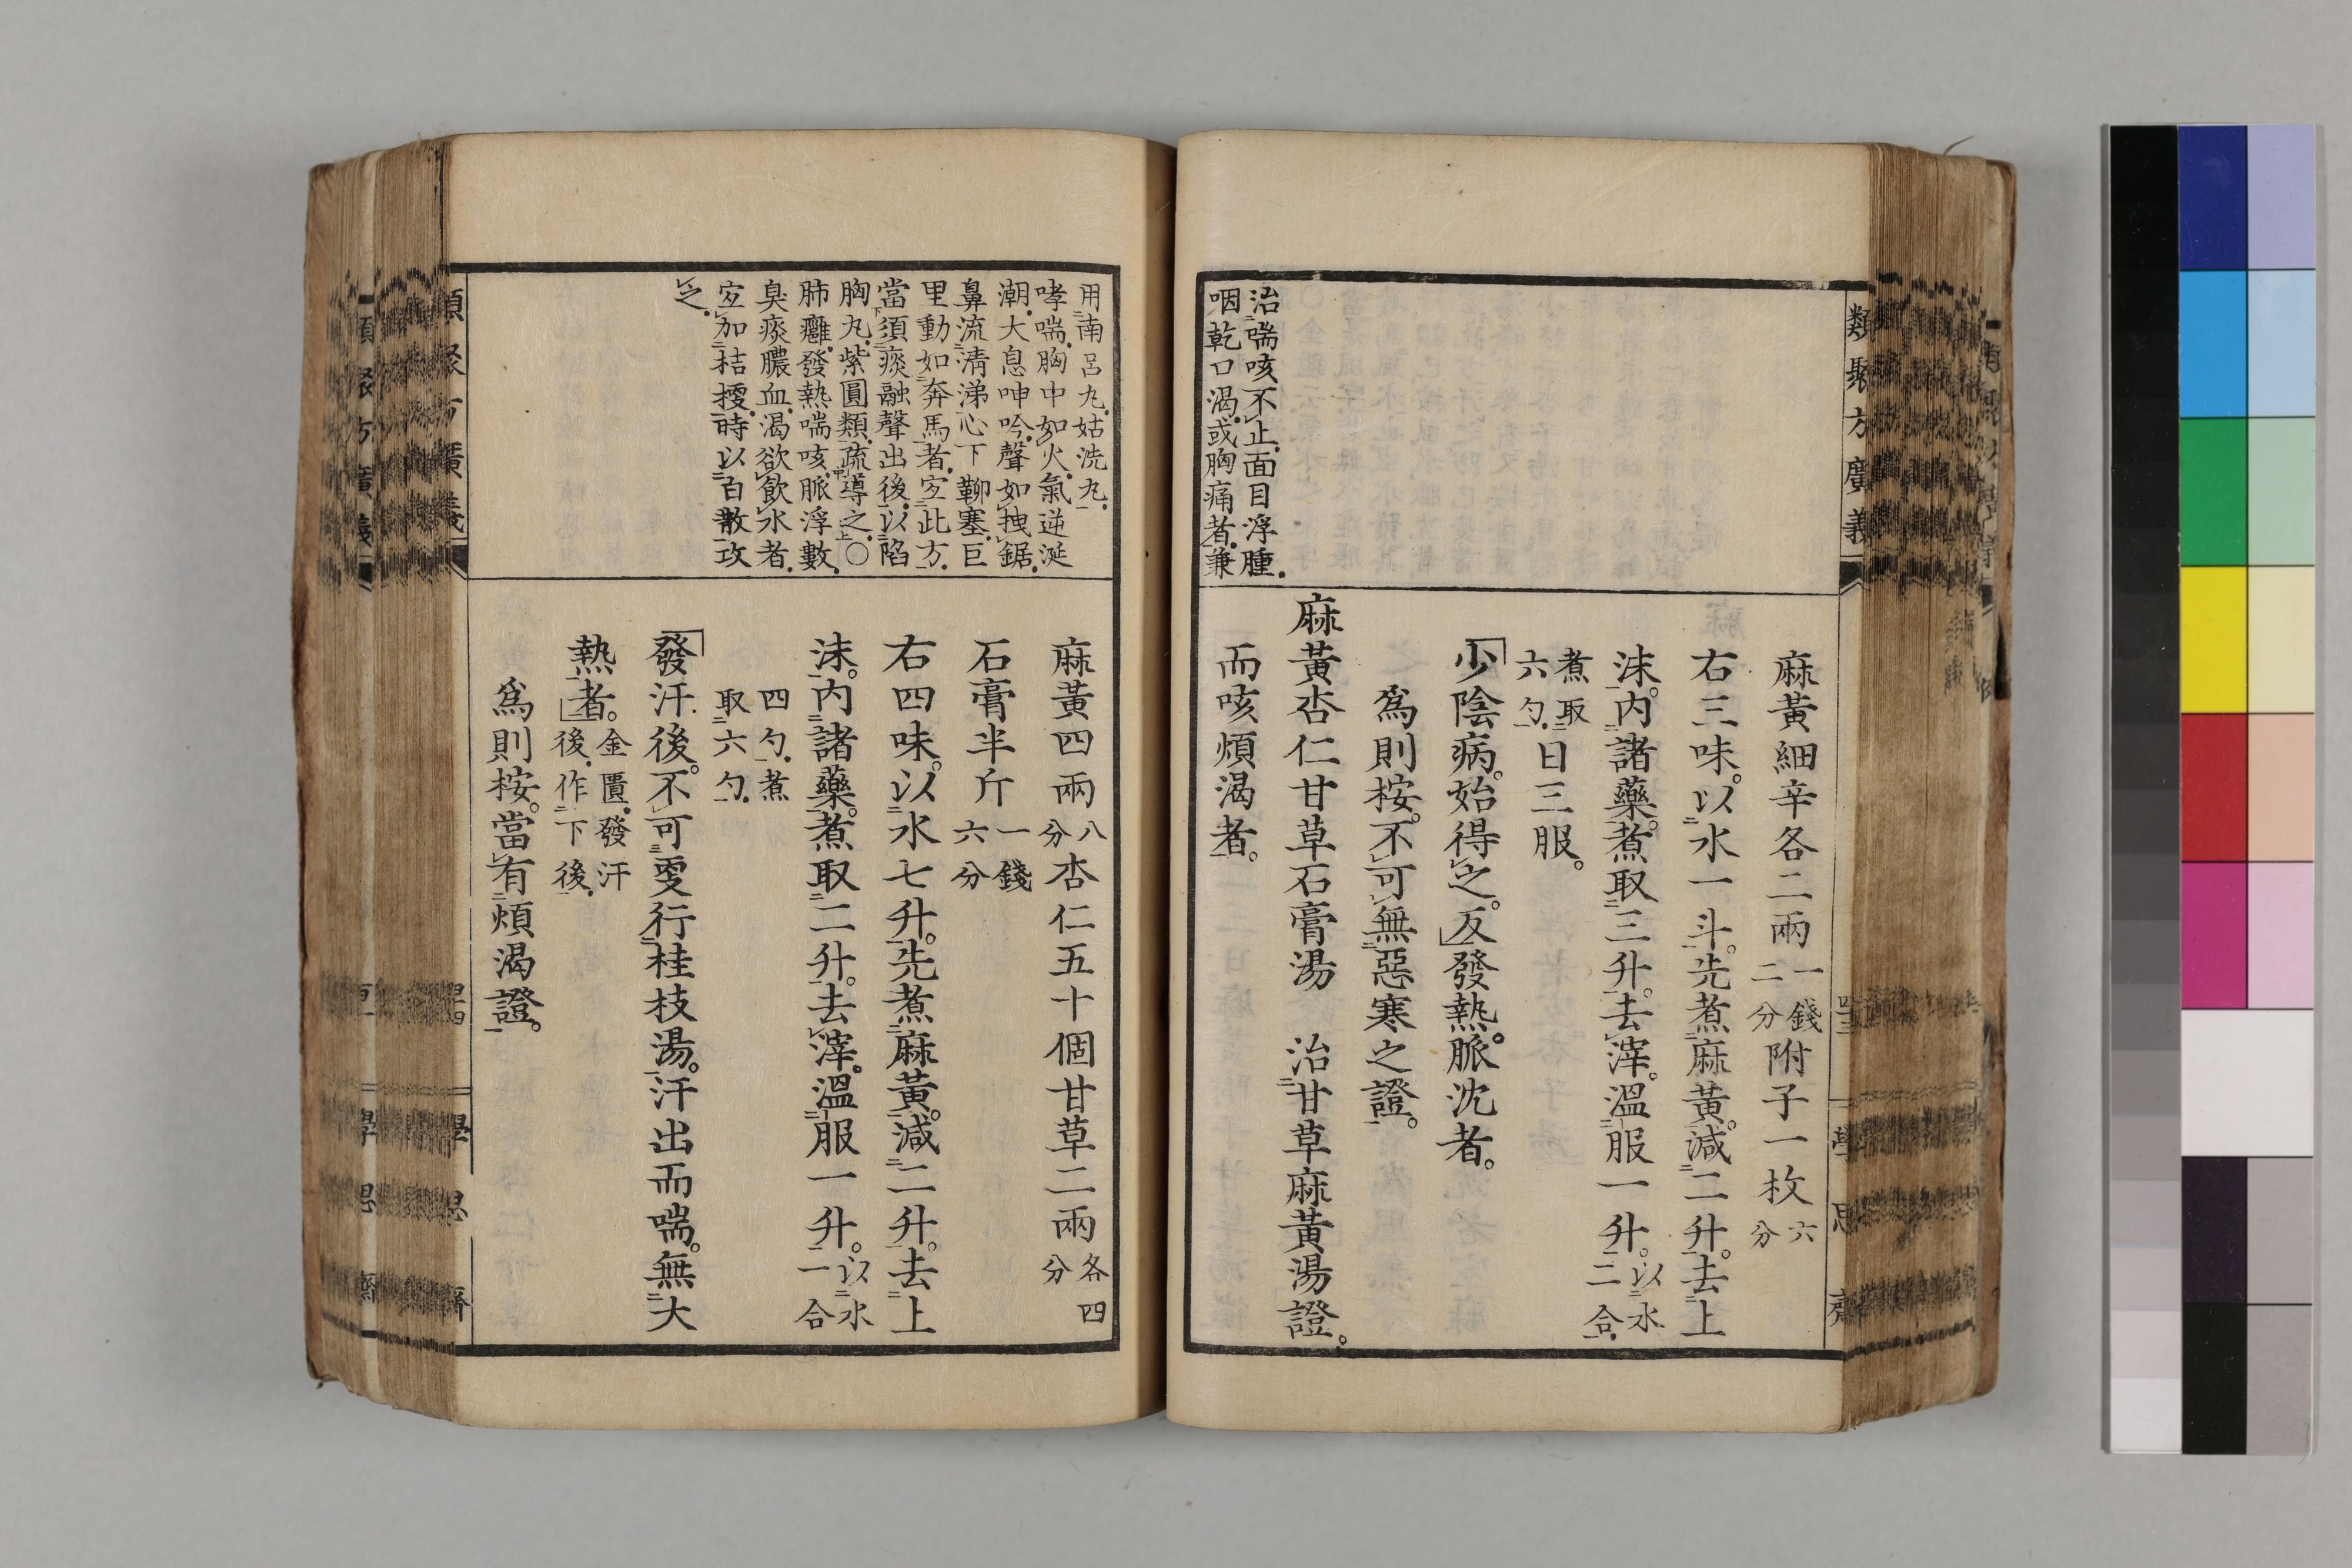 類聚方廣義
治喘咳不止面目浮腫.
咽乾口渴.或胸痛者.兼
麻黃細辛各二兩一錢二分附子一枚六分
右三味。以水一斗。先煮麻黃。減二升。去上
沫。内諸藥。煮取三升。去滓。溫服一升。以水二合.
煮取六勺.日三服。
「少陰病。始得之。反」發熱。脈沈者。
爲則桉。不可無惡寒之證。
麻黃杏仁甘草石膏湯 治甘草麻黃湯證。
而咳煩渴者。
學思齋
用南呂丸.姑洗丸.
哮喘.胸中如火.氣逆涎
潮.大息呻吟.聲如拽鋸.
鼻流淸涕.心下鞕塞.巨
里動如奔馬者.宜此方.
當須痰融聲出後.以陷
胸丸.紫圓類.疏導之.○
肺癰.發熱喘咳.脈浮數.
臭痰膿血.渴欲飮水者.
宜加桔梗.時以白散攻
之.
麻黃四兩八分杏仁五十個甘草二兩各四分
石膏半斤一錢六分
右四味。以水七升。先煮麻黃。減二升。去上
沫。内諸藥。煮取二升。去滓。溫服一升。以水一合
四勺.煮取六勺.
「發汗後。不可更行桂枝湯。汗出而喘。無大
熱者。」金匱.發汗後.作下後.
爲則桉。當有煩渴證。